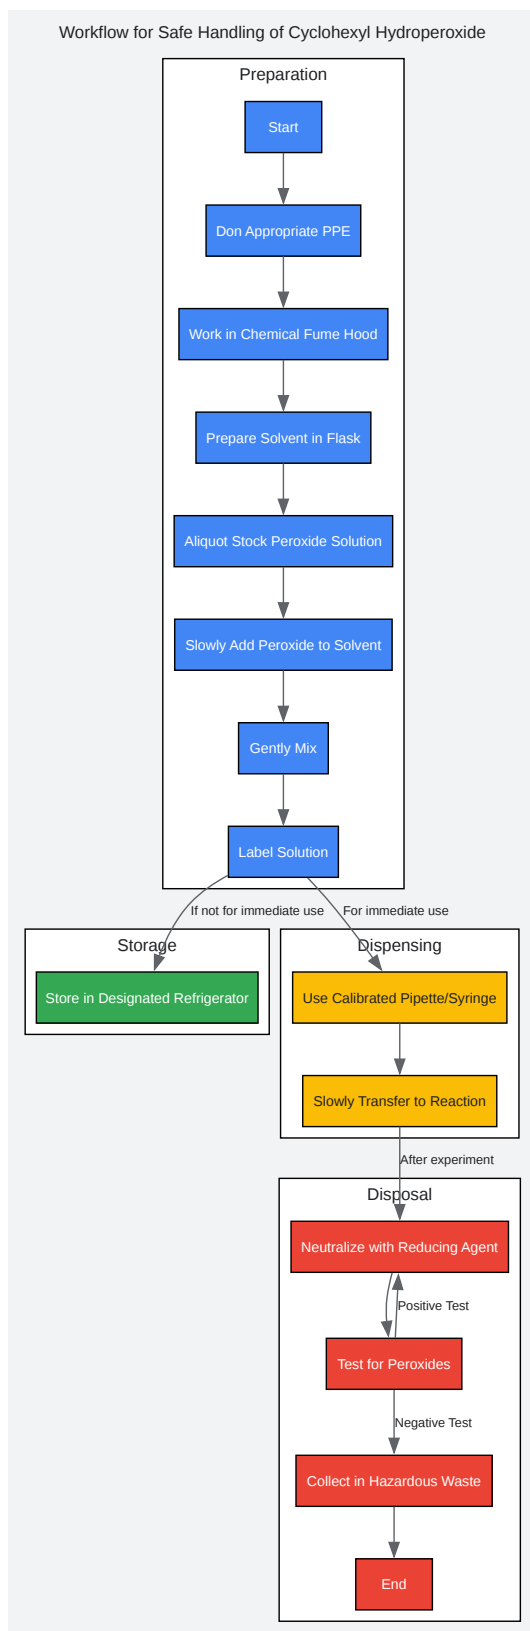 Workflow for Safe Handling of Cyclohexyl Hydroperoxide
Preparation
Start
Don Appropriate PPE
Work in Chemical Fume Hood
Prepare Solvent in Flask
Aliquot Stock Peroxide Solution
Slowly Add Peroxide to Solvent
Gently Mix
Label Solution
If not for immediate use
For immediate use
Storage
Store in Designated Refrigerator
Dispensing
Use Calibrated Pipette/Syringe
Slowly Transfer to Reaction
After experiment
Disposal
Neutralize with Reducing Agent
Positive Test
Test for Peroxides
Negative Test
Collect in Hazardous Waste
End